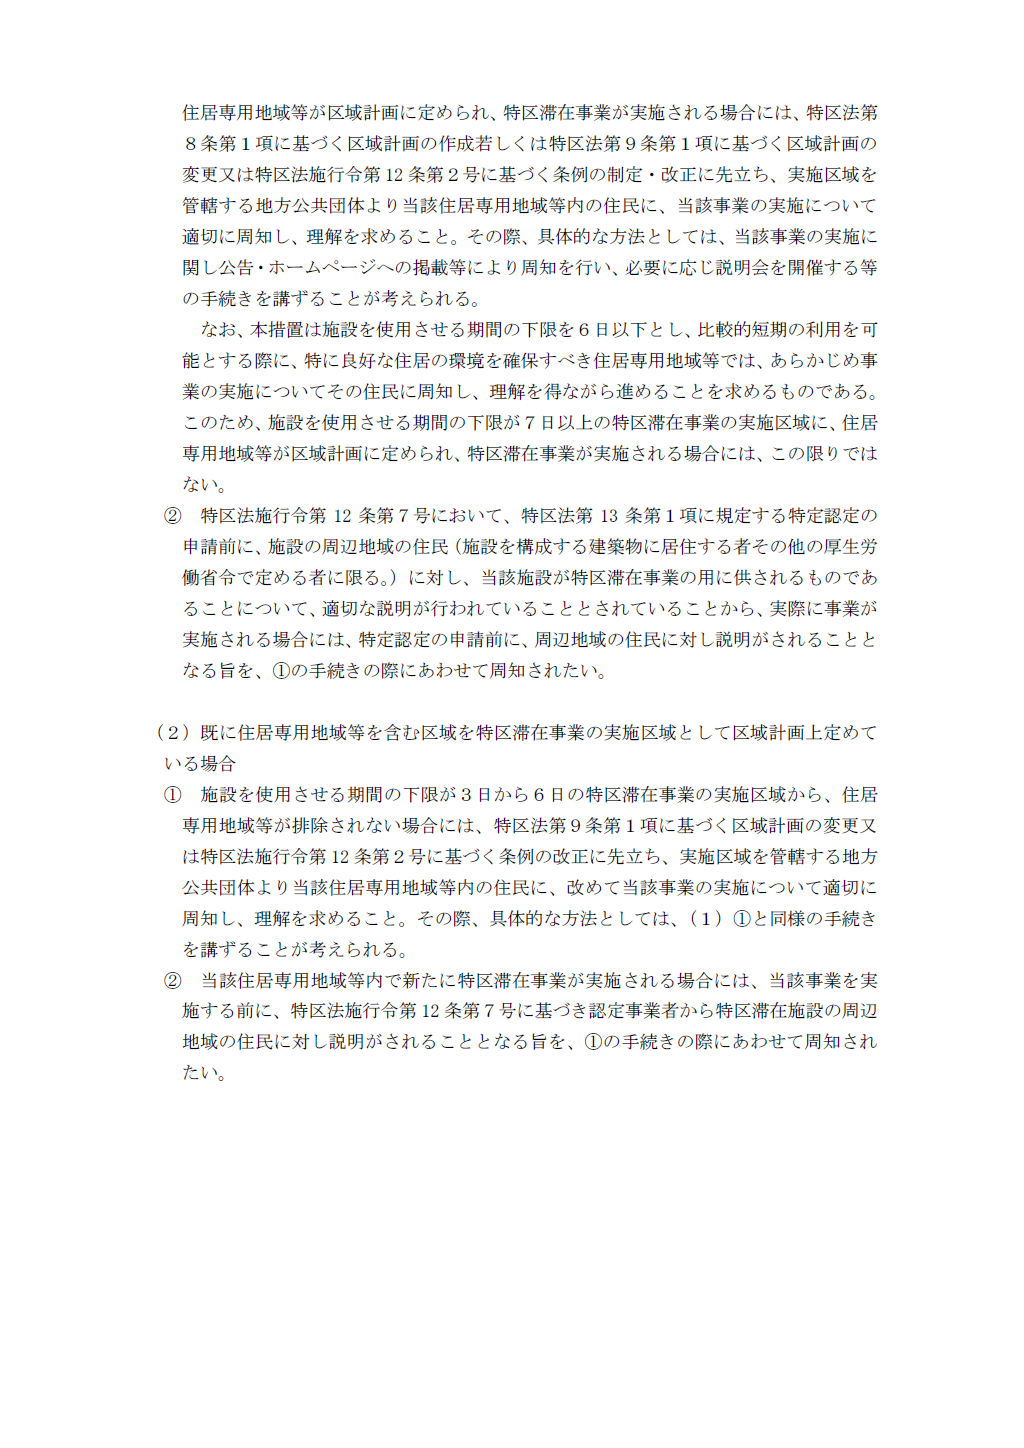 住居専用地域等が区域計画に定められ、特区滞在事業が実施される場合には、特区法第
８条第１項に基づく区域計画の作成若しくは特区法第９条第１項に基づく区域計画の
変更又は特区法施行令第 12 条第２号に基づく条例の制定・改正に先立ち、実施区域を
管轄する地方公共団体より当該住居専用地域等内の住民に、当該事業の実施について
適切に周知し、理解を求めること。その際、具体的な方法としては、当該事業の実施に
関し公告・ホームページへの掲載等により周知を行い、必要に応じ説明会を開催する等
の手続きを講ずることが考えられる。
　なお、本措置は施設を使用させる期間の下限を６日以下とし、比較的短期の利用を可
能とする際に、特に良好な住居の環境を確保すべき住居専用地域等では、あらかじめ事
業の実施についてその住民に周知し、理解を得ながら進めることを求めるものである。
このため、施設を使用させる期間の下限が７日以上の特区滞在事業の実施区域に、住居
専用地域等が区域計画に定められ、特区滞在事業が実施される場合には、この限りでは
ない。
②　特区法施行令第 12 条第７号において、特区法第 13 条第１項に規定する特定認定の
申請前に、施設の周辺地域の住民（施設を構成する建築物に居住する者その他の厚生労
働省令で定める者に限る。）に対し、当該施設が特区滞在事業の用に供されるものであ
ることについて、適切な説明が行われていることとされていることから、実際に事業が
実施される場合には、特定認定の申請前に、周辺地域の住民に対し説明がされることと
なる旨を、①の手続きの際にあわせて周知されたい。
（２）既に住居専用地域等を含む区域を特区滞在事業の実施区域として区域計画上定めて
いる場合
①　施設を使用させる期間の下限が３日から６日の特区滞在事業の実施区域から、住居
専用地域等が排除されない場合には、特区法第９条第１項に基づく区域計画の変更又
は特区法施行令第 12 条第２号に基づく条例の改正に先立ち、実施区域を管轄する地方
公共団体より当該住居専用地域等内の住民に、改めて当該事業の実施について適切に
周知し、理解を求めること。その際、具体的な方法としては、（１）①と同様の手続き
を講ずることが考えられる。
②　当該住居専用地域等内で新たに特区滞在事業が実施される場合には、当該事業を実
施する前に、特区法施行令第 12 条第７号に基づき認定事業者から特区滞在施設の周辺
地域の住民に対し説明がされることとなる旨を、①の手続きの際にあわせて周知され
たい。